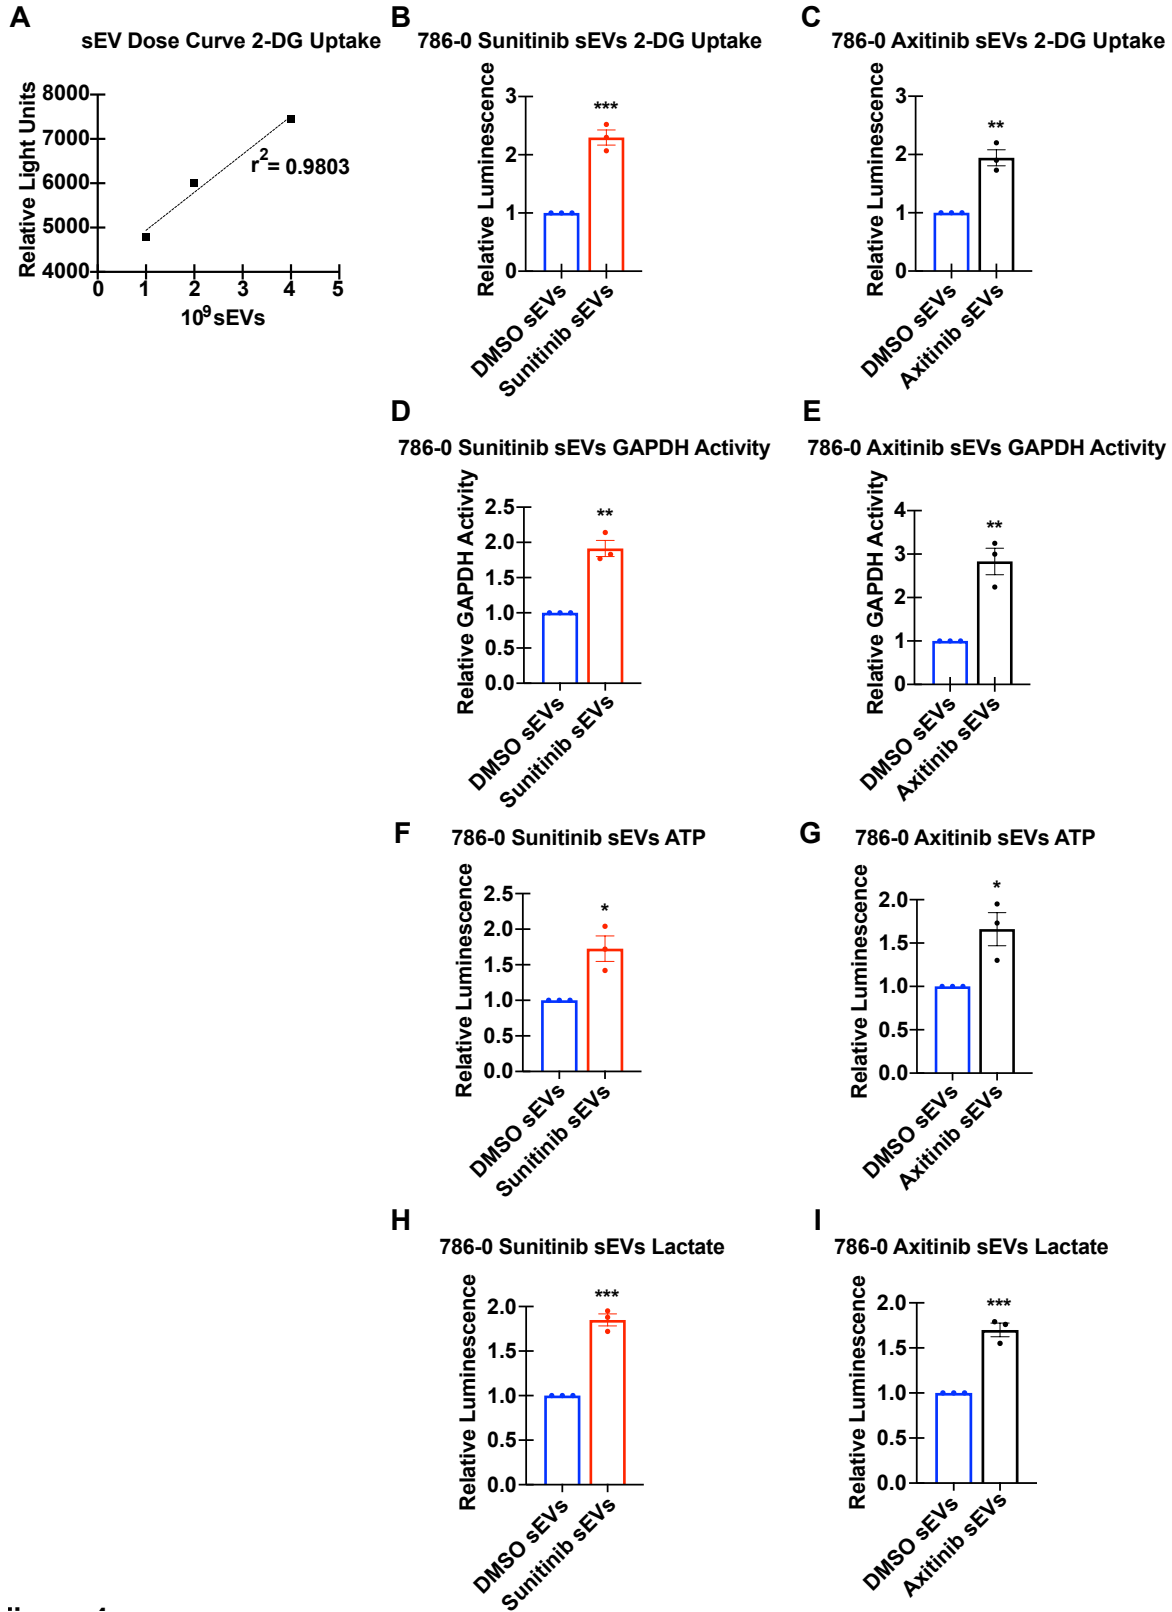 A
sEV Dose Curve 2-DG Uptake
Relative Light Units
8000
7000
6000
5000
4000
r2= 0.9803
0 1 2 3 4 5
10⁹sEVs
B
786-0 Sunitinib sEVs 2-DG Uptake
Relative Luminescence
3
2
1
0
***
DMSO sEVs
Sunitinib sEVs
C
786-0 Axitinib sEVs 2-DG Uptake
Relative Luminescence
3
2
1
0
**
DMSO sEVs
Axitinib sEVs
D
786-0 Sunitinib sEVs GAPDH Activity
Relative GAPDH Activity
2.5
2.0
1.5
1.0
0.5
0.0
**
DMSO sEVs
Sunitinib sEVs
E
786-0 Axitinib sEVs GAPDH Activity
Relative GAPDH Activity
4
3
2
1
0
**
DMSO sEVs
Axitinib sEVs
F
786-0 Sunitinib sEVs ATP
Relative Luminescence
2.5
2.0
1.5
1.0
0.5
0.0
*
DMSO sEVs
Sunitinib sEVs
G
786-0 Axitinib sEVs ATP
Relative Luminescence
2.0
1.5
1.0
0.5
0.0
*
DMSO sEVs
Axitinib sEVs
H
786-0 Sunitinib sEVs Lactate
Relative Luminescence
2.0
1.5
1.0
0.5
0.0
***
DMSO sEVs
Sunitinib sEVs
I
786-0 Axitinib sEVs Lactate
Relative Luminescence
2.0
1.5
1.0
0.5
0.0
***
DMSO sEVs
Axitinib sEVs